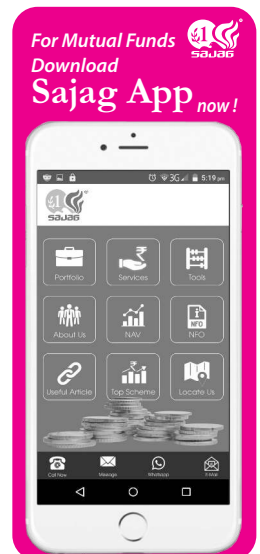 For Mutual Funds
SAJAG
Download
Sajag App now !
3G 5:19 pm
SAJAG
Portfolio Services Tools
About Us NAV NFO
NFO
Useful Article Top Scheme Locate Us
Call Now Message Whatsapp E-Mail